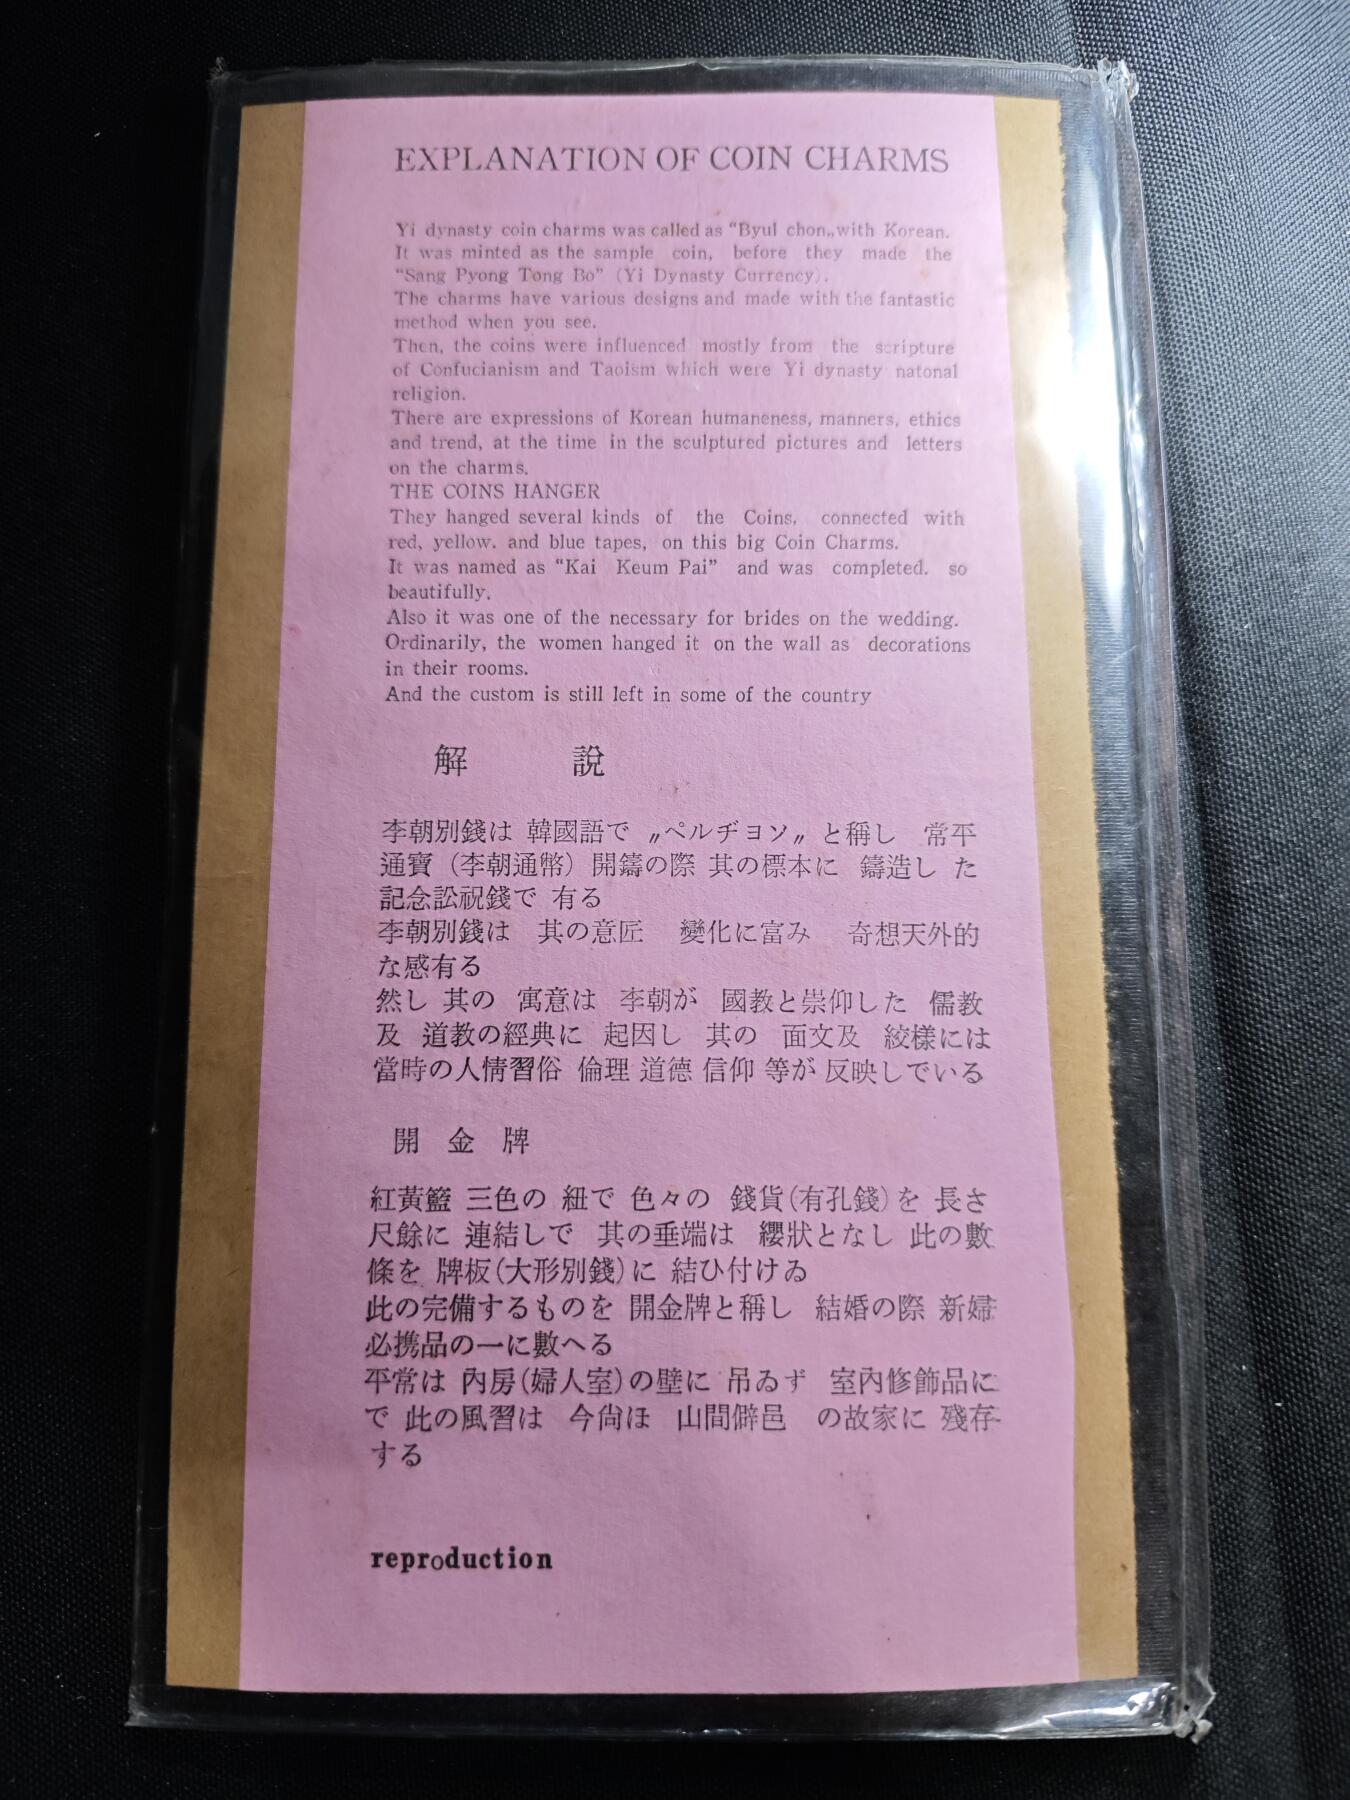 EXPLANATION OF COIN CHARMS
Yi dynasty coin charms was called as “Byul chon„with Korean.
It was minted as the sample coin, before they made the
“Sang Pyong Tong Bo” (Yi Dynasty Currency).
The charms have various designs and made with the fantastic
method when you see.
Then, the coins were influenced mostly from the scripture
of Confucianism and Taoism which were Yi dynasty natonal
religion.
There are expressions of Korean humaneness, manners, ethics
and trend, at the time in the sculptured pictures and letters
on the charms.
THE COINS HANGER
They hanged several kinds of the Coins, connected with
red, yellow. and blue tapes, on this big Coin Charms.
It was named as “Kai Keum Pai” and was completed. so
beautifully.
Also it was one of the necessary for brides on the wedding.
Ordinarily, the women hanged it on the wall as decorations
in their rooms.
And the custom is still left in some of the country
解 說
李朝別錢は 韓國語で 〃ペルヂヨソ〃 と稱し 常平
通寶（李朝通幣）開鑄の際 其の標本に 鑄造し た
記念訟祝錢で 有る
李朝別錢は 其の意匠 變化に富み 奇想天外的
な感有る
然し 其の 寓意は 李朝が 國教と崇仰した 儒教
及 道教の經典に 起因し 其の 面文及 紋樣には
當時の人情習俗 倫理 道德 信仰 等が 反映しでいる
開 金 牌
紅黃籃 三色の 紐で 色々の 錢貨（有孔錢）を 長さ
尺餘に 連結しで 其の垂端は 纓狀となし 此の數
條を 牌板（大形別錢）に 結ひ付けゐ
此の完備するものを 開金牌と稱し 結婚の際 新婦
必携品の一に數へる
平常は 內房（婦人室）の壁に 吊ゐず 室內修飾品に
で 此の風習は 今尙ほ 山間僻邑 の故家に 殘存
する
reproduction